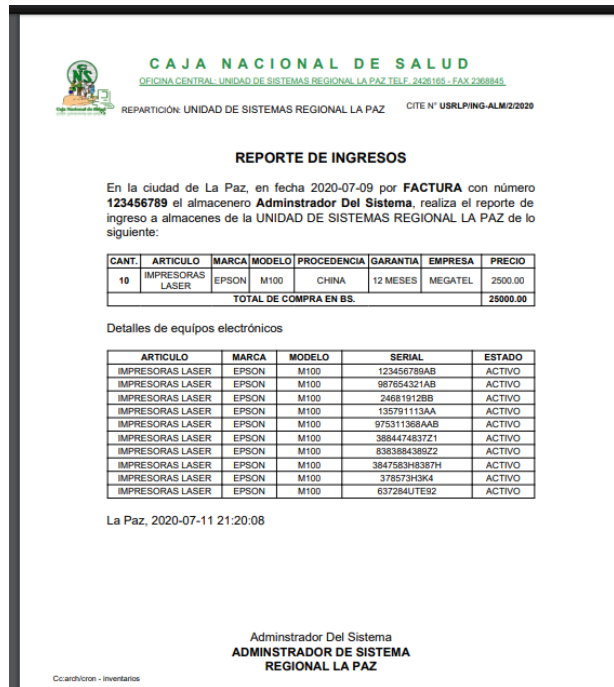 CAJA NACIONAL DE SALUD
OFICINA CENTRAL: UNIDAD DE SISTEMAS REGIONAL LA PAZ TELF. 2426165 - FAX 2368845
REPARTICIÓN: UNIDAD DE SISTEMAS REGIONAL LA PAZ CITE N° USRLP/ING-ALM/2/2020
Caja Nacional de Salud
REPORTE DE INGRESOS
En la ciudad de La Paz, en fecha 2020-07-09 por FACTURA con número
123456789 el almacenero Adminstrador Del Sistema, realiza el reporte de
ingreso a almacenes de la UNIDAD DE SISTEMAS REGIONAL LA PAZ de lo
siguiente:
CANT. ARTICULO MARCA MODELO PROCEDENCIA GARANTIA EMPRESA PRECIO
10 IMPRESORAS LASER EPSON M100 CHINA 12 MESES MEGATEL 2500.00
TOTAL DE COMPRA EN BS. 25000.00
Detalles de equípos electrónicos
ARTICULO MARCA MODELO SERIAL ESTADO
IMPRESORAS LASER EPSON M100 123456789AB ACTIVO
IMPRESORAS LASER EPSON M100 987654321AB ACTIVO
IMPRESORAS LASER EPSON M100 24681912BB ACTIVO
IMPRESORAS LASER EPSON M100 135791113AA ACTIVO
IMPRESORAS LASER EPSON M100 975311368AAB ACTIVO
IMPRESORAS LASER EPSON M100 3884474837Z1 ACTIVO
IMPRESORAS LASER EPSON M100 8383884389Z2 ACTIVO
IMPRESORAS LASER EPSON M100 3847583H8387H ACTIVO
IMPRESORAS LASER EPSON M100 378573H3K4 ACTIVO
IMPRESORAS LASER EPSON M100 637284UTE92 ACTIVO
La Paz, 2020-07-11 21:20:08
Adminstrador Del Sistema
ADMINSTRADOR DE SISTEMA
REGIONAL LA PAZ
Cc:arch/cron - inventarios